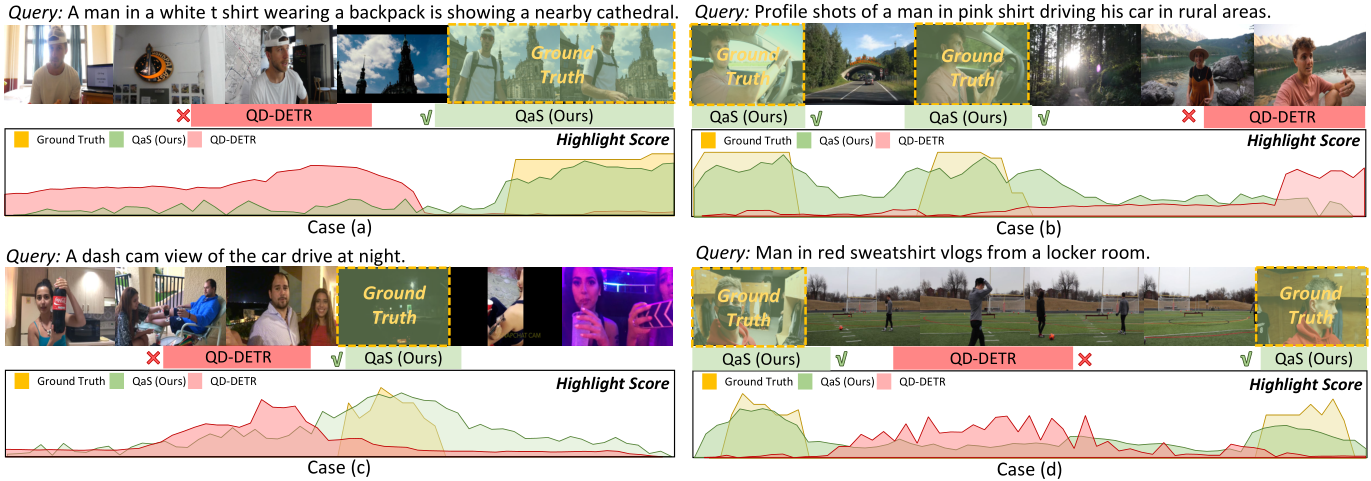 Query: A man in a white t shirt wearing a backpack is showing a nearby cathedral.
Ground
Truth
QD-DETR
QaS (Ours)
Ground Truth QaS (Ours) QD-DETR
Highlight Score
Case (a)
Query: Profile shots of a man in pink shirt driving his car in rural areas.
Ground
Truth
Ground
Truth
QaS (Ours)
QaS (Ours)
QD-DETR
Ground Truth QaS (Ours) QD-DETR
Highlight Score
Case (b)
Query: A dash cam view of the car drive at night.
Ground
Truth
QD-DETR
QaS (Ours)
Ground Truth QaS (Ours) QD-DETR
Highlight Score
Case (c)
Query: Man in red sweatshirt vlogs from a locker room.
Ground
Truth
Ground
Truth
QaS (Ours)
QD-DETR
QaS (Ours)
Ground Truth QaS (Ours) QD-DETR
Highlight Score
Case (d)